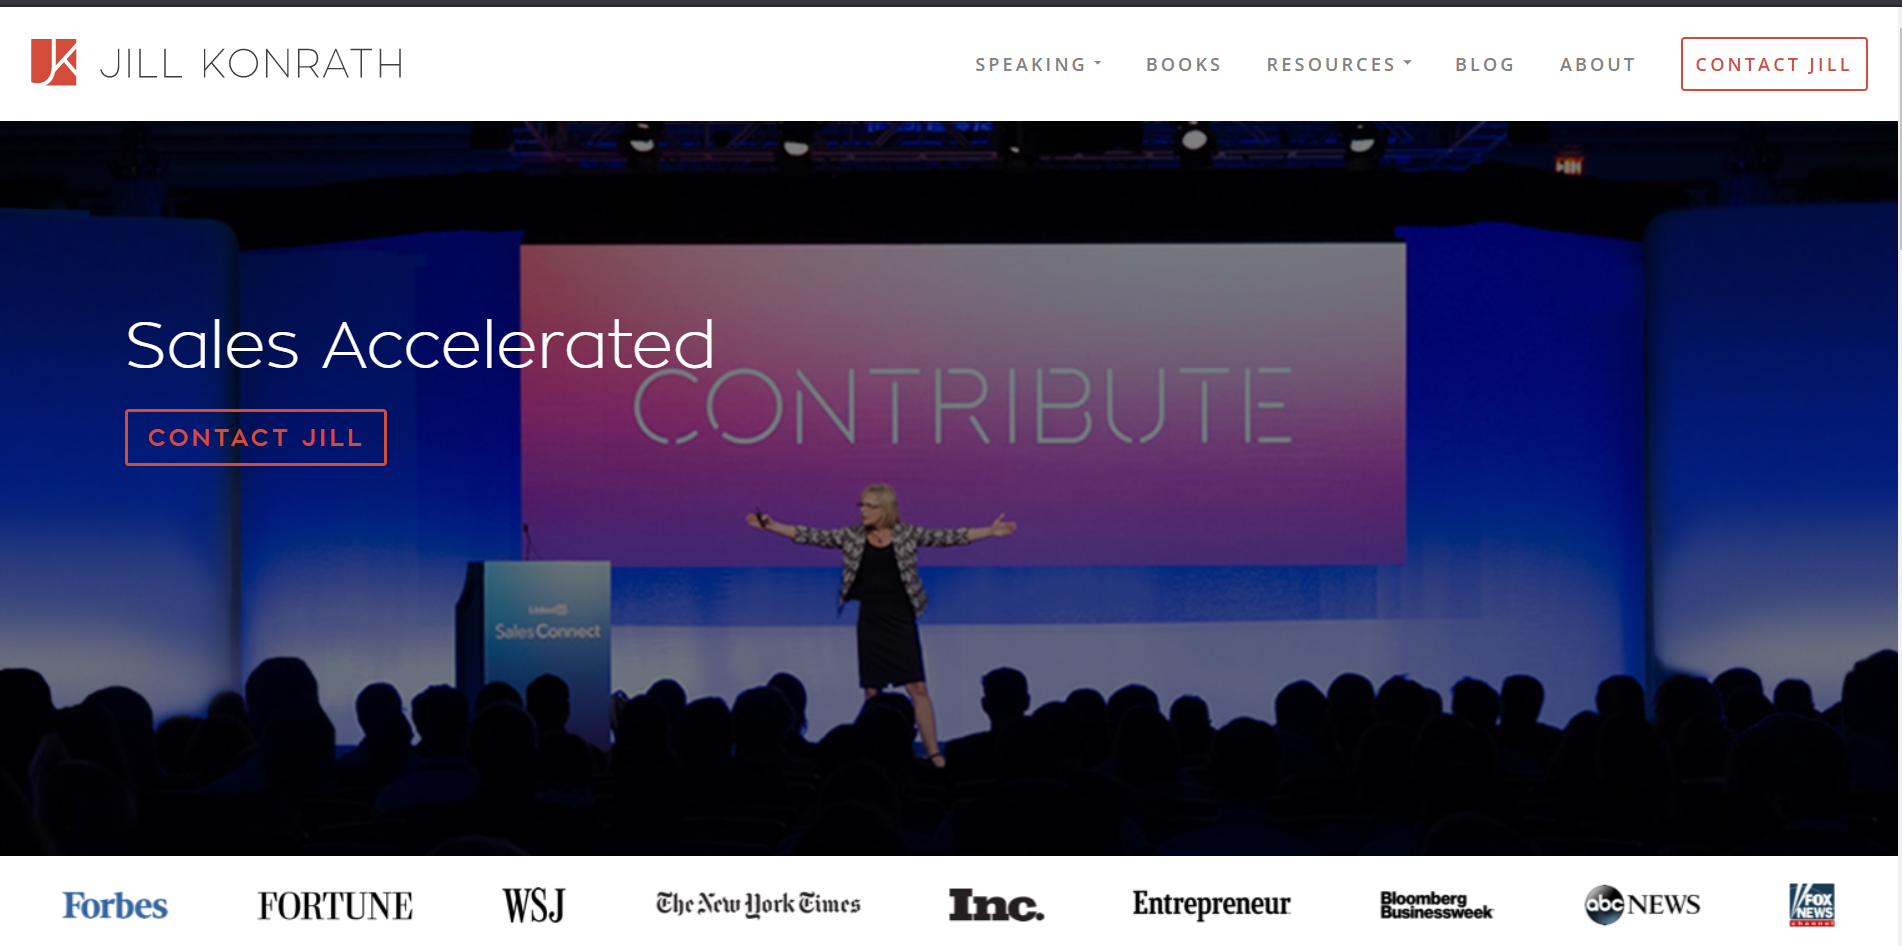 JILL KONRATH
SPEAKING
BOOKS
RESOURCES
BLOG
ABOUT
CONTACT JILL
Sales Accelerated
CONTRIBUTE
CONTACT JILL
LinkedIn
Sales Connect
Forbes
FORTUNE
WSJ
The New York Times
Inc.
Entrepreneur
Bloomberg
Businessweek
abc NEWS
FOX
NEWS
channel